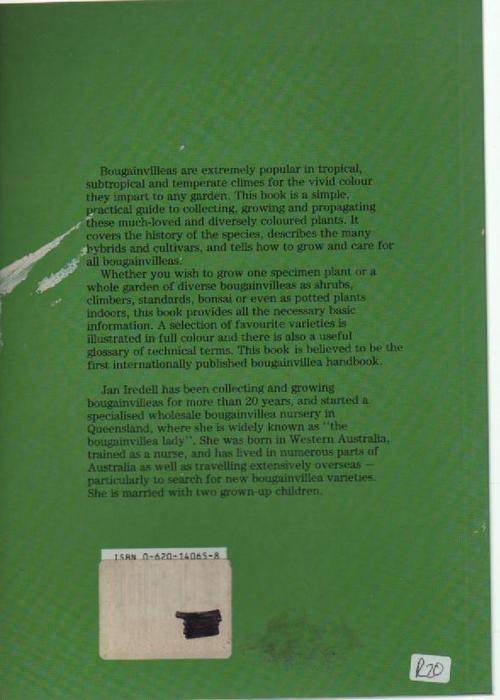 Bougainvilleas are extremely popular in tropical,
subtropical and temperate climes for the vivid colour
they impart to any garden. This book is a simple,
practical guide to collecting, growing and propagating
these much-loved and diversely coloured plants. It
covers the history of the species, describes the many
hybrids and cultivars, and tells how to grow and care for
all bougainvilleas.
Whether you wish to grow one specimen plant or a
whole garden of diverse bougainvilleas as shrubs,
climbers, standards, bonsai or even as potted plants
indoors, this book provides all the necessary basic
information. A selection of favourite varieties is
illustrated in full colour and there is also a useful
glossary of technical terms. This book is believed to be the
first internationally published bougainvillea handbook.
Jan Iredell has been collecting and growing
bougainvilleas for more than 20 years, and started a
specialised wholesale bougainvillea nursery in
Queensland, where she is widely known as "the
bougainvillea lady". She was born in Western Australia,
trained as a nurse, and has lived in numerous parts of
Australia as well as travelling extensively overseas —
particularly to search for new bougainvillea varieties.
She is married with two grown-up children.
ISBN 0-620-14065-8
R20